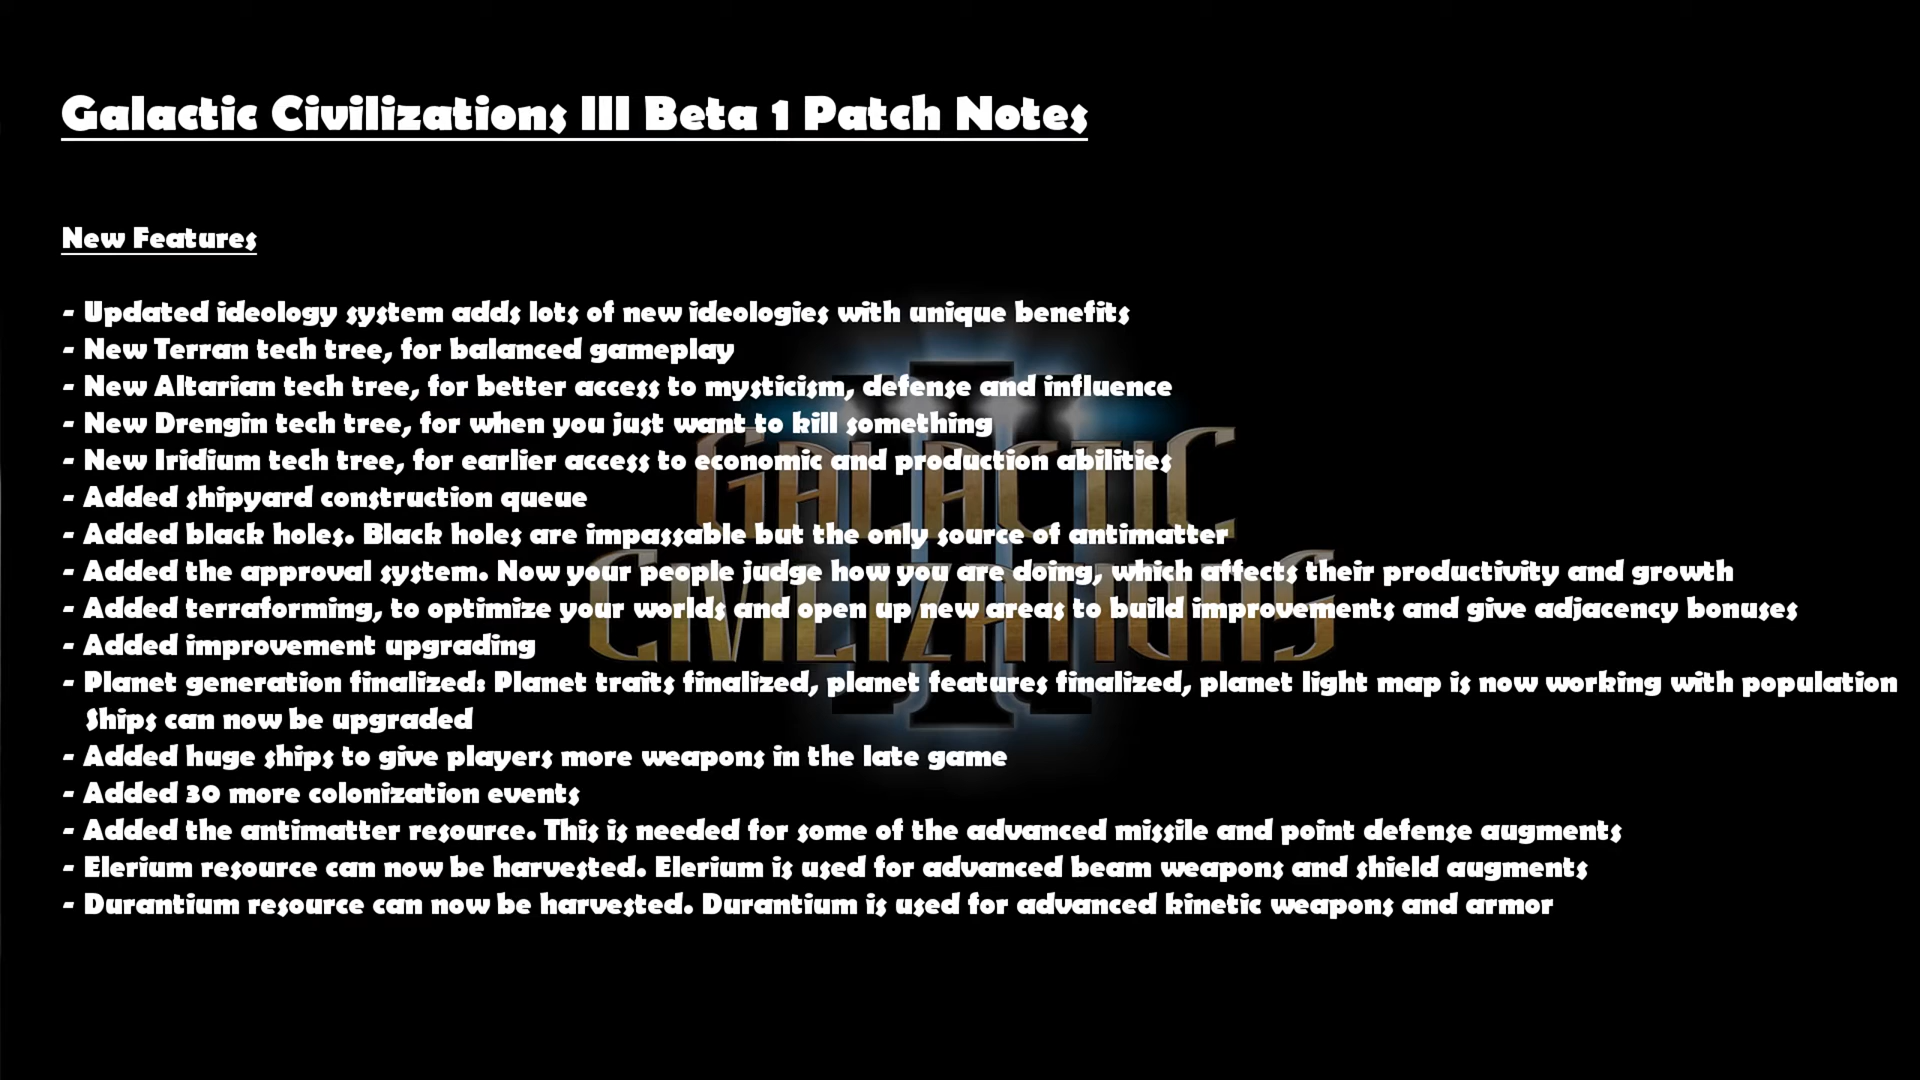 Galactic Civilizations III Beta 1 Patch Notes
New Features
- Updated ideology system adds lots of new ideologies with unique benefits
- New Terran tech tree, for balanced gameplay
- New Altarian tech tree, for better access to mysticism, defense and influence
- New Drengin tech tree, for when you just want to kill something
- New Iridium tech tree, for earlier access to economic and production abilities
- Added shipyard construction queue
- Added black holes. Black holes are impassable but the only source of antimatter
- Added the approval system. Now your people judge how you are doing, which affects their productivity and growth
- Added terraforming, to optimize your worlds and open up new areas to build improvements and give adjacency bonuses
- Added improvement upgrading
- Planet generation finalized: Planet traits finalized, planet features finalized, planet light map is now working with population
Ships can now be upgraded
- Added huge ships to give players more weapons in the late game
- Added 30 more colonization events
- Added the antimatter resource. This is needed for some of the advanced missile and point defense augments
- Elerium resource can now be harvested. Elerium is used for advanced beam weapons and shield augments
- Durantium resource can now be harvested. Durantium is used for advanced kinetic weapons and armor
III
GALACTIC
CIVILIZATIONS